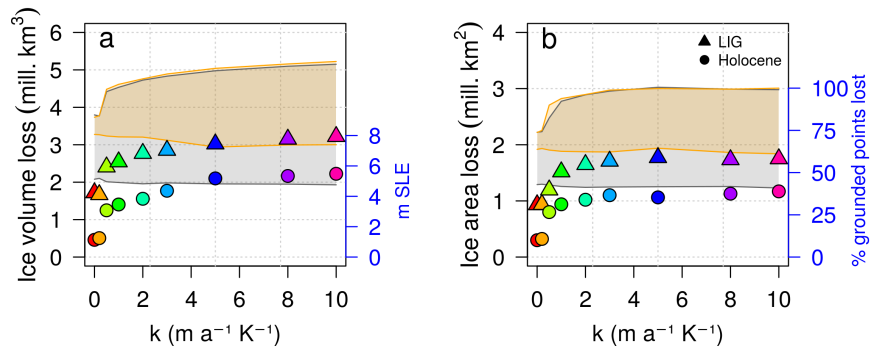 a
Ice volume loss (mill. km³)
6
5
4
3
2
1
0
8
6
4
2
0
m SLE
0 2 4 6 8 10
k (m a⁻¹ K⁻¹)
b
LIG
Holocene
Ice area loss (mill. km²)
4
3
2
1
0
100
75
50
25
0
% grounded points lost
0 2 4 6 8 10
k (m a⁻¹ K⁻¹)